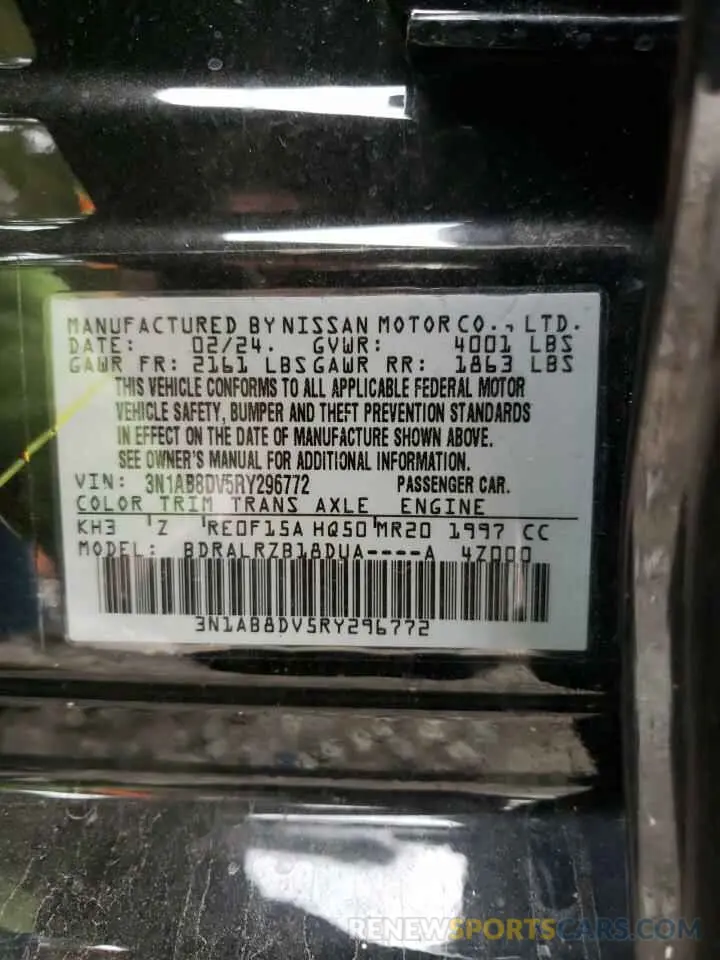 MANUFACTURED BY NISSAN MOTOR CO., LTD.
DATE: 02/24. GVWR: 4001 LBS
GAWR FR: 2161 LBS GAWR RR: 1863 LBS
THIS VEHICLE CONFORMS TO ALL APPLICABLE FEDERAL MOTOR
VEHICLE SAFETY, BUMPER AND THEFT PREVENTION STANDARDS
IN EFFECT ON THE DATE OF MANUFACTURE SHOWN ABOVE.
SEE OWNER'S MANUAL FOR ADDITIONAL INFORMATION.
VIN: 3N1AB8DV5RY296772 PASSENGER CAR.
COLOR TRIM TRANS AXLE ENGINE
KH3 Z RE0F15A HQ50 MR20 1997 CC
MODEL: BDRALRZB18DUA----A 4Z000
3N1AB8DV5RY296772
RENEWSPORTSCARS.COM